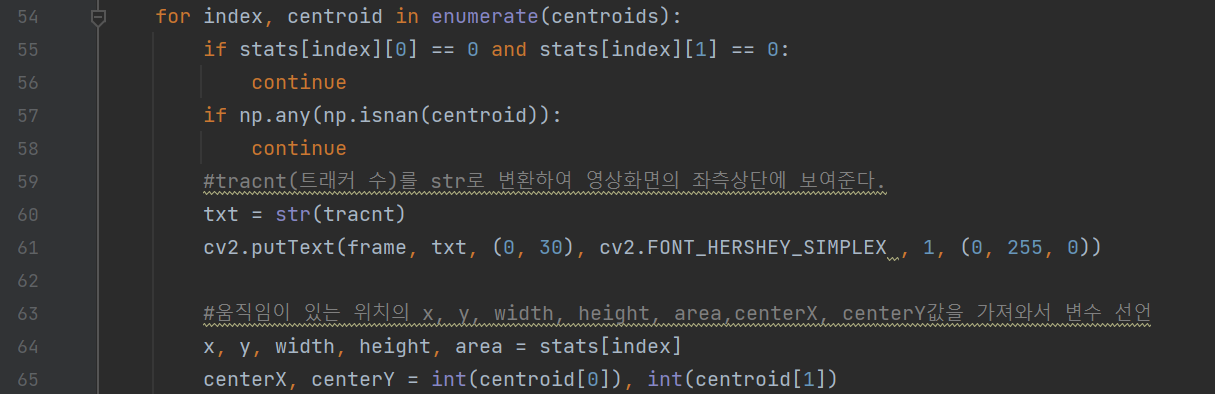 54 for index, centroid in enumerate(centroids):
55 if stats[index][0] == 0 and stats[index][1] == 0:
56 continue
57 if np.any(np.isnan(centroid)):
58 continue
59 #tracnt(트래커 수)를 str로 변환하여 영상화면의 좌측상단에 보여준다.
60 txt = str(tracnt)
61 cv2.putText(frame, txt, (0, 30), cv2.FONT_HERSHEY_SIMPLEX , 1, (0, 255, 0))
62
63 #움직임이 있는 위치의 x, y, width, height, area,centerX, centerY값을 가져와서 변수 선언
64 x, y, width, height, area = stats[index]
65 centerX, centerY = int(centroid[0]), int(centroid[1])